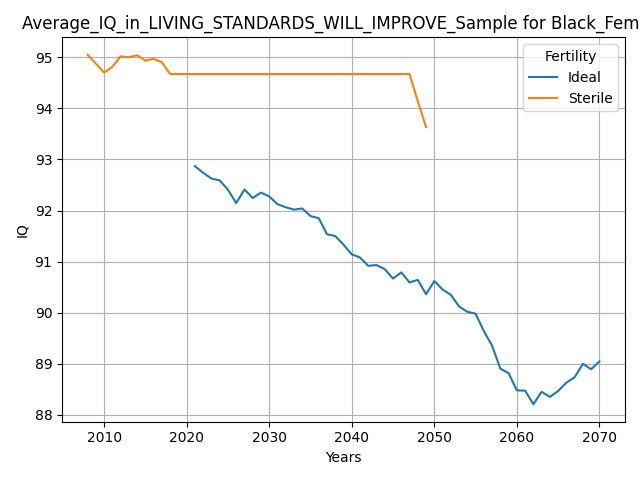 Average_IQ_in_LIVING_STANDARDS_WILL_IMPROVE_Sample for Black_Fem
95
94
93
92
91
90
89
88
IQ
Fertility
Ideal
Sterile
2010 2020 2030 2040 2050 2060 2070
Years